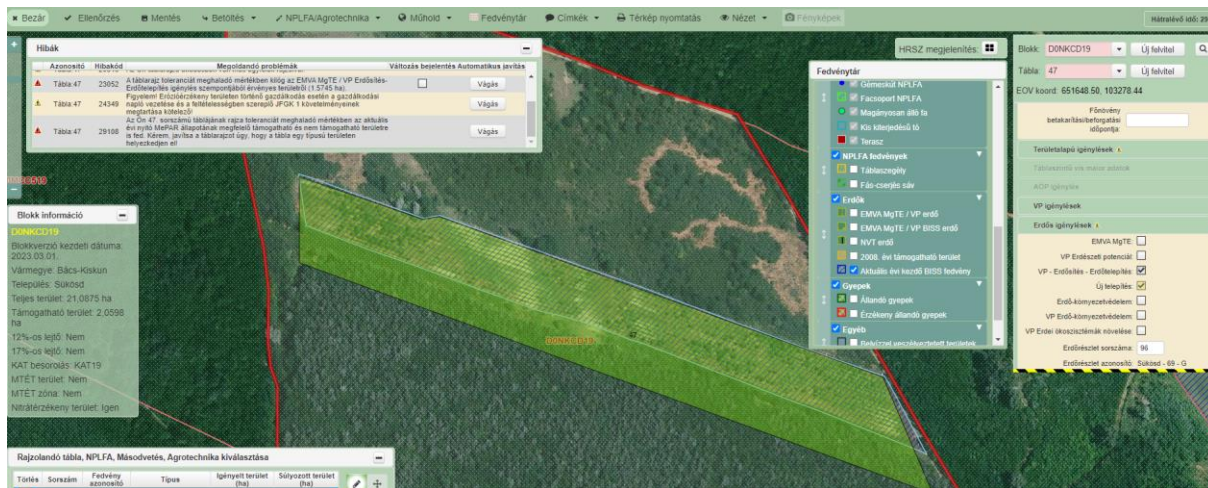 Bezár Ellenőrzés Mentés Betöltés NPLFA/Agrotechnika Műhold Fedvénytár Címkék Térkép nyomtatás Nézet Fényképek
Hátralévő idő: 29
Hibák
Azonosító Hibakód Megoldandó problémák Változás bejelentés Automatikus javítás
Tábla:47 23052 A táblarajz toleranciát meghaladó mértékben kilóg az EMVA MgTE / VP Erdősítés-
Erdőtelepítés igénylés szempontjából érvényes területről (1.5745 ha). Vágás
Tábla:47 24349 Figyelem! Erózióérzékeny területen történő gazdálkodás esetén a gazdálkodási
napló vezetése és a feltételességben szereplő JFGK 1 követelményeinek
megtartása kötelező!
Tábla:47 29108 Az Ön 47. sorszámú táblájának rajza toleranciát meghaladó mértékben az aktuális
évi nyitó MePAR állapotának megfelelő támogatható és nem támogatható területre
is fed. Kérem, javítsa a táblarajzot úgy, hogy a tábla egy típusú területen
helyezkedjen el! Vágás
Blokk információ
D0NKCD19
Blokkverzió kezdeti dátuma:
2023.03.01.
Vármegye: Bács-Kiskun
Település: Sükösd
Teljes terület: 21,0875 ha
Támogatható terület: 2,0598
ha
12%-os lejtő: Nem
17%-os lejtő: Nem
KAT besorolás: KAT19
MTÉT terület: Nem
MTÉT zóna: Nem
Nitrátérzékeny terület: Igen
D0NKCD19
Rajzolandó tábla, NPLFA, Másodvetés, Agrotechnika kiválasztása
Törlés Sorszám Fedvény azonosító Típus Igényelt terület (ha) Súlyozott terület (ha)
HRSZ megjelenítés:
Fedvénytár
Gémeskút NPLFA
Facsoport NPLFA
Magányosan álló fa
Kis kiterjedésű tó
Terasz
NPLFA fedvények
Táblaszegély
Fás-cserjés sáv
Erdők
EMVA MgTE / VP erdő
EMVA MgTE / VP BISS erdő
NVT erdő
2008. évi támogatható terület
Aktuális évi kezdő BISS fedvény
Gyepek
Állandó gyepek
Érzékeny állandó gyepek
Egyéb
Belvízzel veszélyeztetett területek
Blokk: D0NKCD19 Új felvitel
Tábla: 47 Új felvitel
EOV koord: 651648.50, 103278.44
Főnövény
betakarítási/beforgatási
időpontja:
Területalapú igénylések
AÖP igénylés
VP igénylések
Erdős igénylések
EMVA MgTE:
VP Erdészeti potenciál:
VP - Erdősítés - Erdőtelepítés:
Új telepítés:
Erdő-környezetvédelem:
VP Erdő-környezetvédelem:
VP Erdei ökoszisztémák növelése:
Erdőrészlet sorszáma: 96
Erdőrészlet azonosító: Sükösd - 69 - G